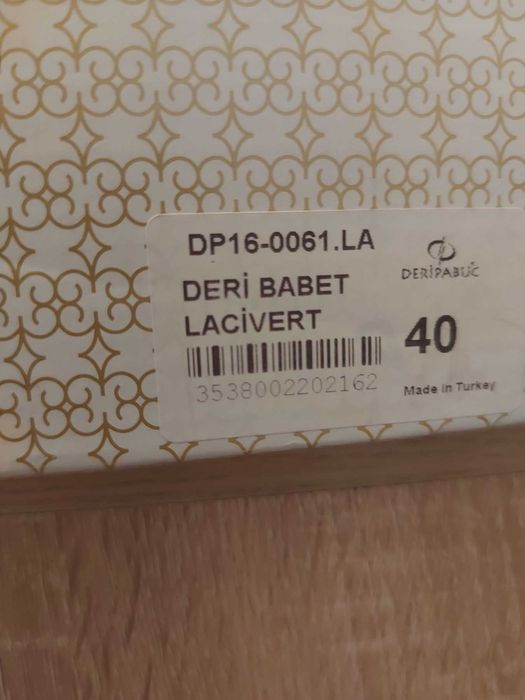 DP16-0061.LA
DERİ BABET
LACİVERT
3538002202162
DERİPABUÇ
40
Made in Turkey